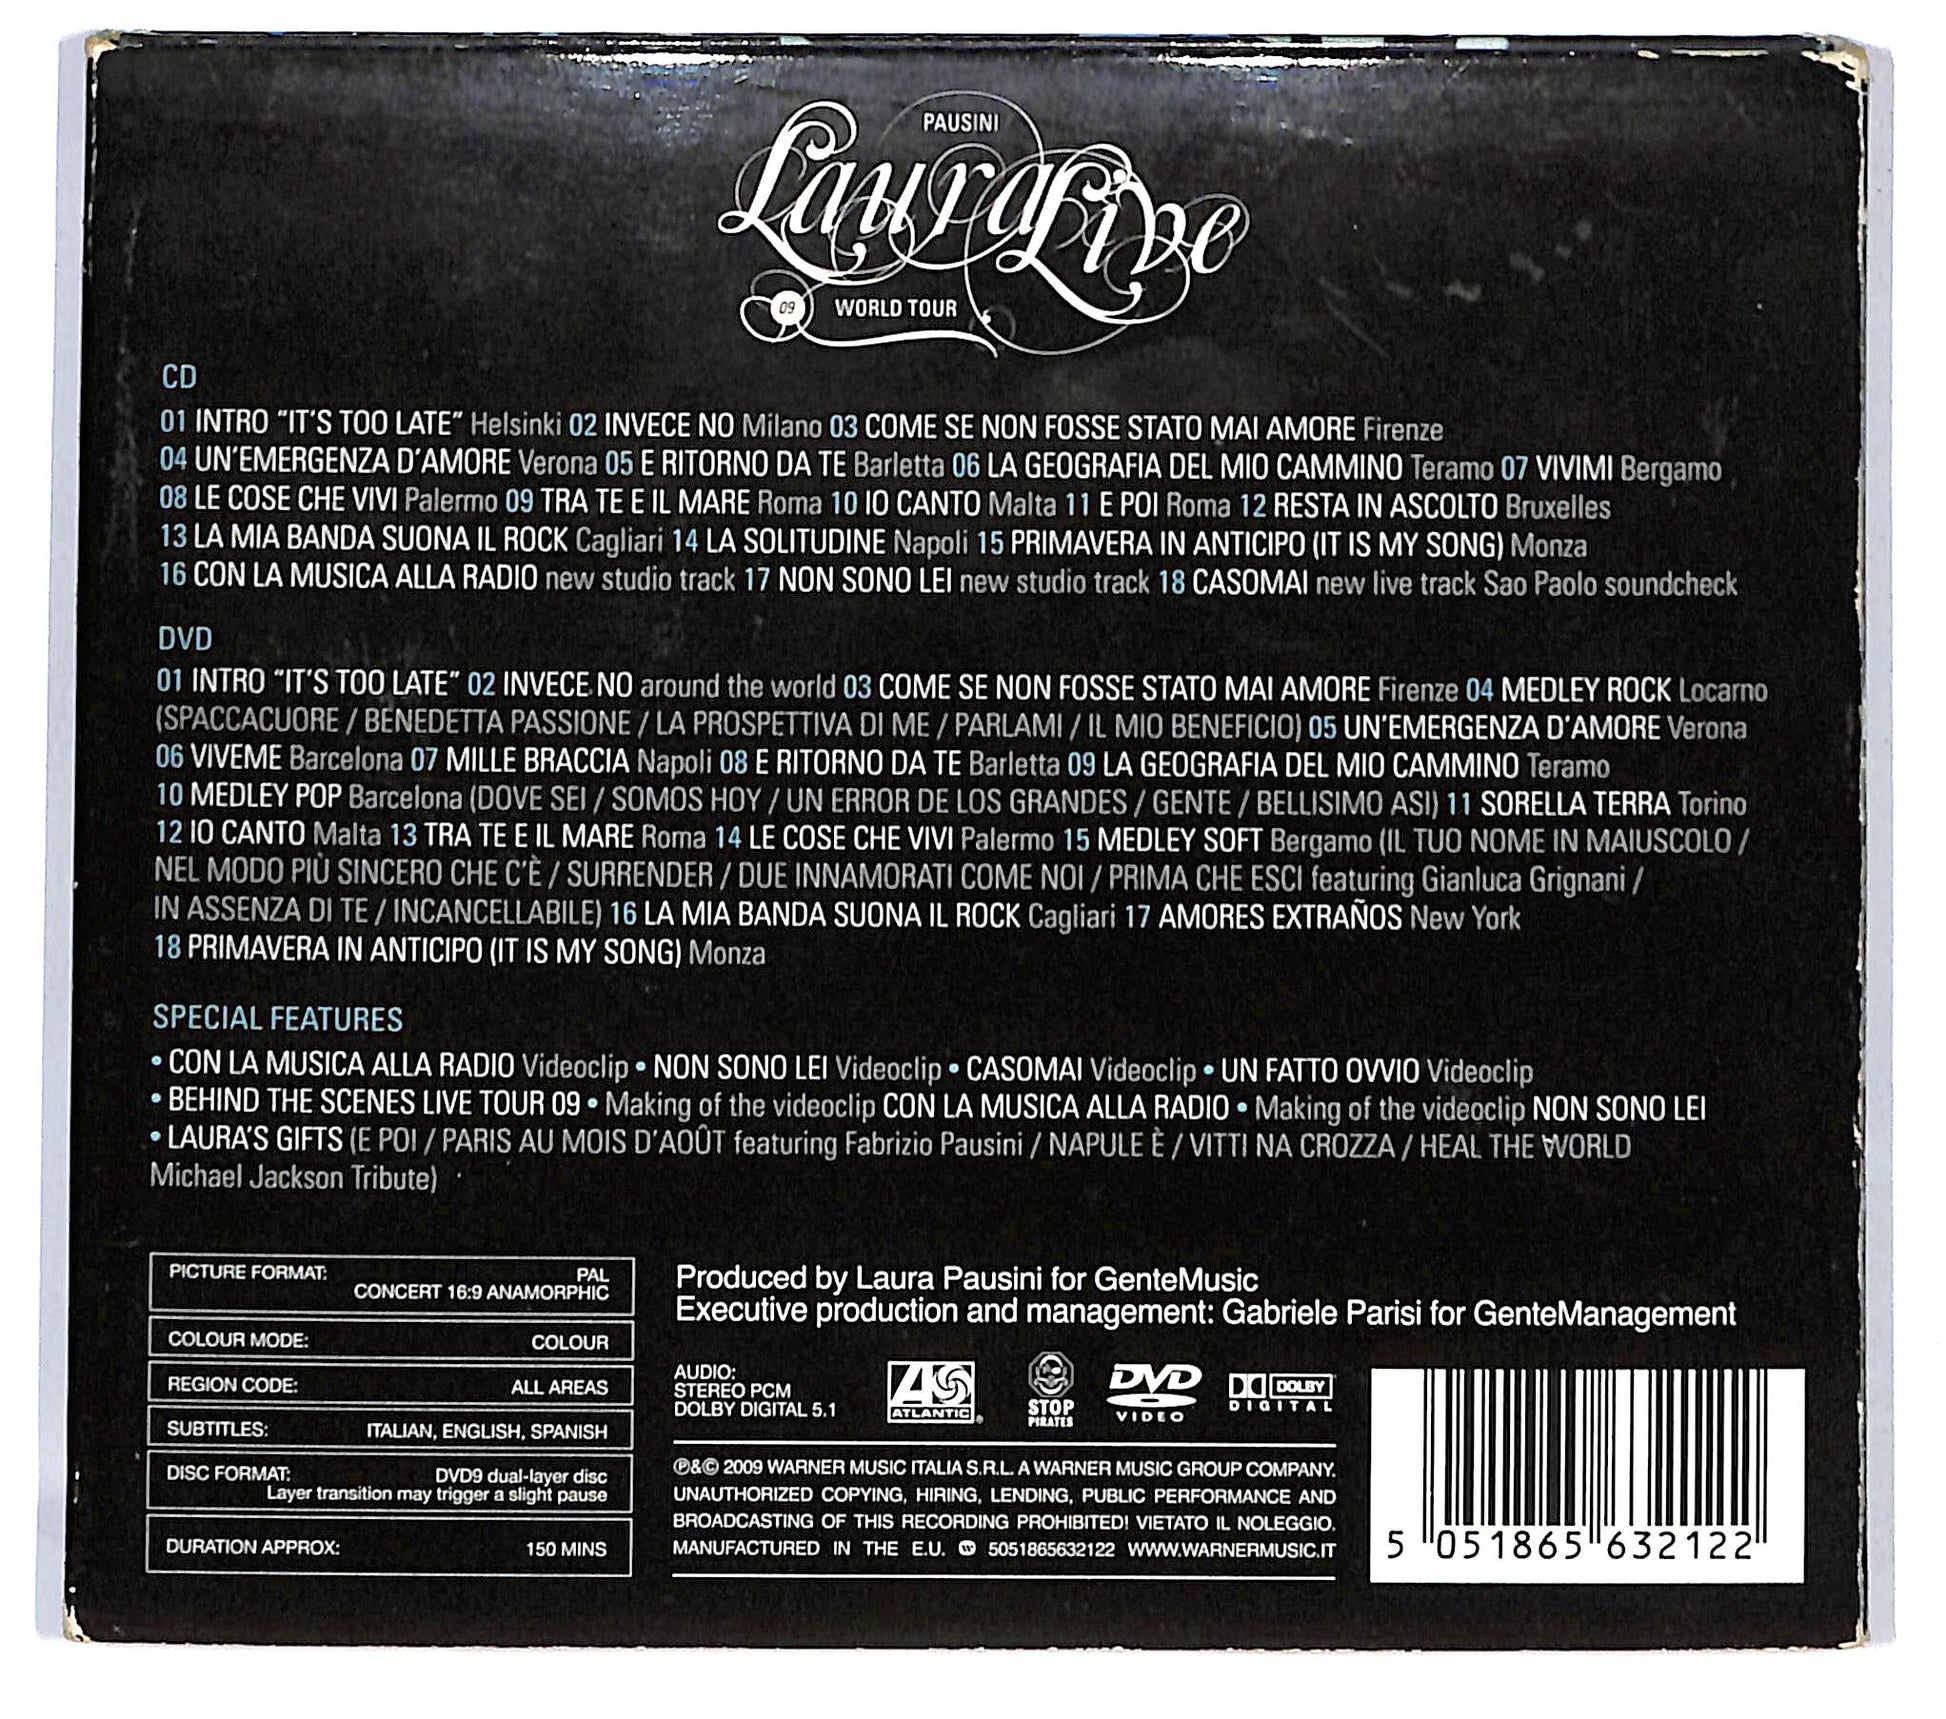 PAUSINI
Laura Live
09 WORLD TOUR
CD
01 INTRO "IT'S TOO LATE" Helsinki 02 INVECE NO Milano 03 COME SE NON FOSSE STATO MAI AMORE Firenze
04 UN'EMERGENZA D'AMORE Verona 05 E RITORNO DA TE Barletta 06 LA GEOGRAFIA DEL MIO CAMMINO Teramo 07 VIVIMI Bergamo
08 LE COSE CHE VIVI Palermo 09 TRA TE E IL MARE Roma 10 IO CANTO Malta 11 E POI Roma 12 RESTA IN ASCOLTO Bruxelles
13 LA MIA BANDA SUONA IL ROCK Cagliari 14 LA SOLITUDINE Napoli 15 PRIMAVERA IN ANTICIPO (IT IS MY SONG) Monza
16 CON LA MUSICA ALLA RADIO new studio track 17 NON SONO LEI new studio track 18 CASOMAI new live track Sao Paolo soundcheck
DVD
01 INTRO "IT'S TOO LATE" 02 INVECE NO around the world 03 COME SE NON FOSSE STATO MAI AMORE Firenze 04 MEDLEY ROCK Locarno
(SPACCACUORE / BENEDETTA PASSIONE / LA PROSPETTIVA DI ME / PARLAMI / IL MIO BENEFICIO) 05 UN'EMERGENZA D'AMORE Verona
06 VIVEME Barcelona 07 MILLE BRACCIA Napoli 08 E RITORNO DA TE Barletta 09 LA GEOGRAFIA DEL MIO CAMMINO Teramo
10 MEDLEY POP Barcelona (DOVE SEI / SOMOS HOY / UN ERROR DE LOS GRANDES / GENTE / BELLISIMO ASI) 11 SORELLA TERRA Torino
12 IO CANTO Malta 13 TRA TE E IL MARE Roma 14 LE COSE CHE VIVI Palermo 15 MEDLEY SOFT Bergamo (IL TUO NOME IN MAIUSCOLO /
NEL MODO PIÙ SINCERO CHE C'È / SURRENDER / DUE INNAMORATI COME NOI / PRIMA CHE ESCI featuring Gianluca Grignani /
IN ASSENZA DI TE / INCANCELLABILE) 16 LA MIA BANDA SUONA IL ROCK Cagliari 17 AMORES EXTRAÑOS New York
18 PRIMAVERA IN ANTICIPO (IT IS MY SONG) Monza
SPECIAL FEATURES
• CON LA MUSICA ALLA RADIO Videoclip • NON SONO LEI Videoclip • CASOMAI Videoclip • UN FATTO OVVIO Videoclip
• BEHIND THE SCENES LIVE TOUR 09 • Making of the videoclip CON LA MUSICA ALLA RADIO • Making of the videoclip NON SONO LEI
• LAURA'S GIFTS (E POI / PARIS AU MOIS D'AOÛT featuring Fabrizio Pausini / NAPULE È / VITTI NA CROZZA / HEAL THE WORLD
Michael Jackson Tribute)
PICTURE FORMAT: PAL
CONCERT 16:9 ANAMORPHIC
COLOUR MODE: COLOUR
REGION CODE: ALL AREAS
SUBTITLES: ITALIAN, ENGLISH, SPANISH
DISC FORMAT: DVD9 dual-layer disc
Layer transition may trigger a slight pause
DURATION APPROX: 150 MINS
Produced by Laura Pausini for GenteMusic
Executive production and management: Gabriele Parisi for GenteManagement
AUDIO:
STEREO PCM
DOLBY DIGITAL 5.1
ATLANTIC®
STOP
PIRATES
DVD
VIDEO
DOLBY
DIGITAL
℗&© 2009 WARNER MUSIC ITALIA S.R.L. A WARNER MUSIC GROUP COMPANY.
UNAUTHORIZED COPYING, HIRING, LENDING, PUBLIC PERFORMANCE AND
BROADCASTING OF THIS RECORDING PROHIBITED! VIETATO IL NOLEGGIO.
MANUFACTURED IN THE E.U. 5051865632122 WWW.WARNERMUSIC.IT
5 051865 632122